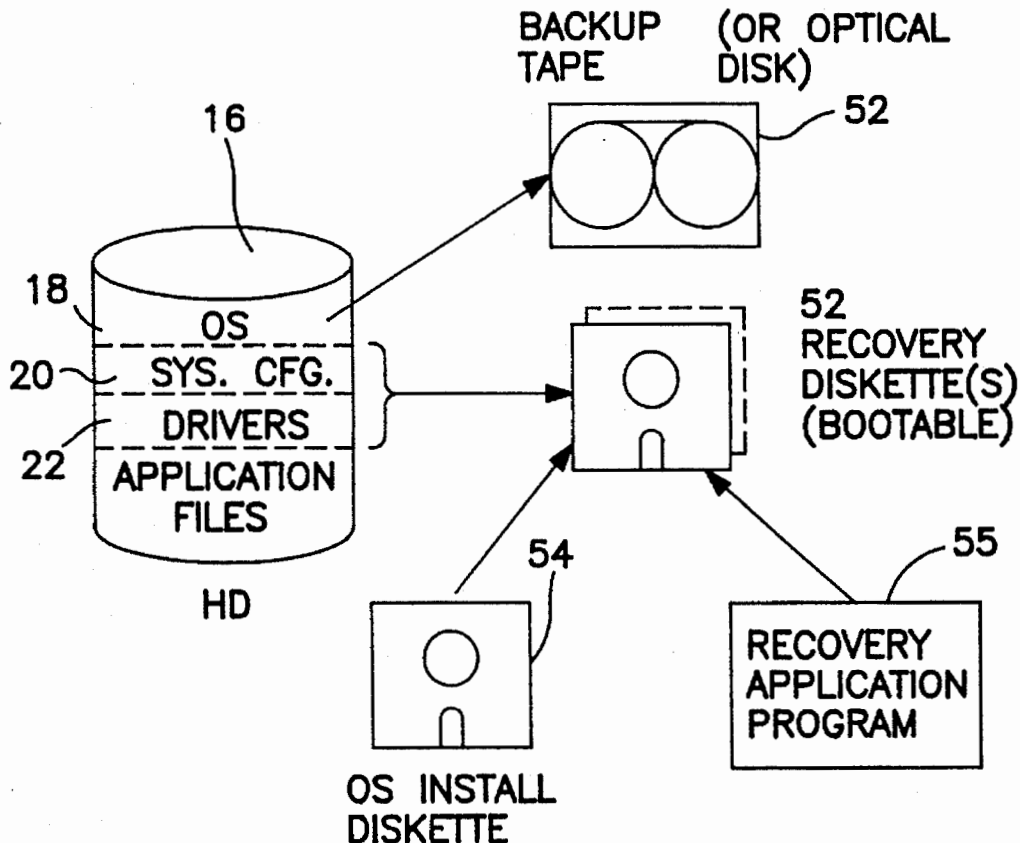 BACKUP TAPE
(OR OPTICAL DISK)
52
16
18
OS
20
SYS. CFG.
22
DRIVERS
APPLICATION
FILES
HD
52
RECOVERY
DISKETTE(S)
(BOOTABLE)
54
OS INSTALL
DISKETTE
55
RECOVERY
APPLICATION
PROGRAM